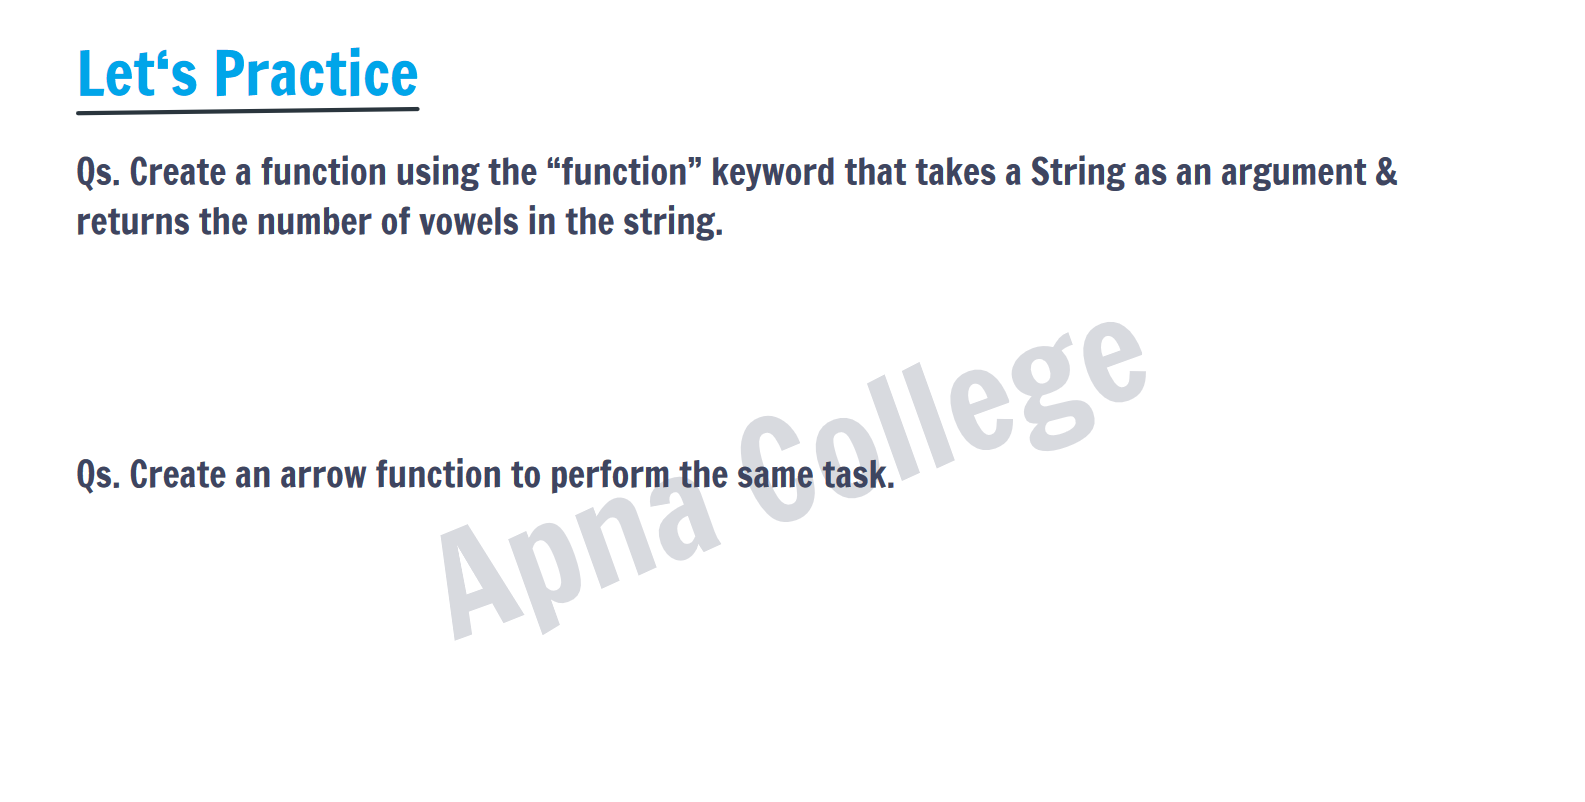 Let‘s Practice
Qs. Create a function using the “function” keyword that takes a String as an argument &
returns the number of vowels in the string.
Qs. Create an arrow function to perform the same task.
Apna College